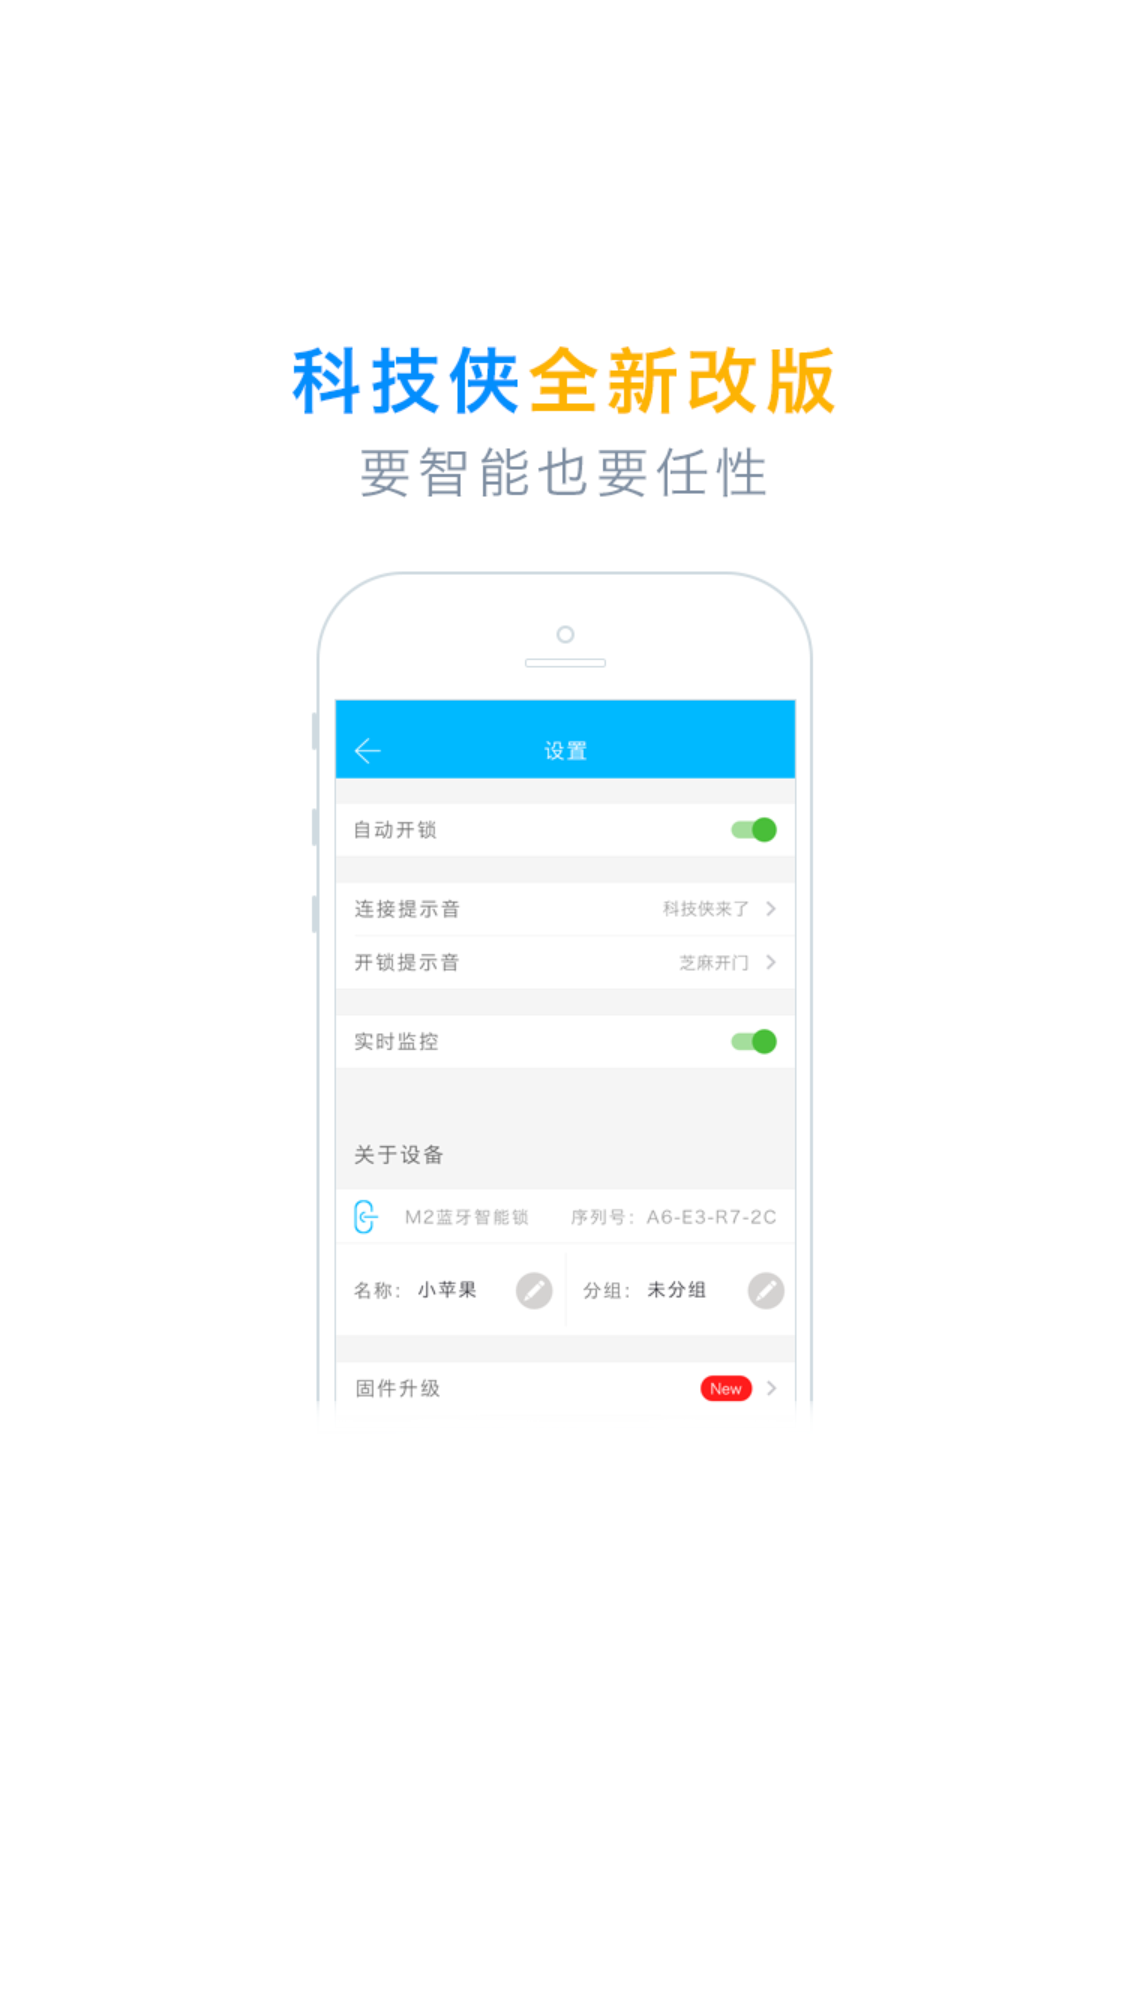 科技侠全新改版
要智能也要任性
设置
自动开锁
连接提示音 科技侠来了
开锁提示音 芝麻开门
实时监控
关于设备
M2蓝牙智能锁 序列号：A6-E3-R7-2C
名称：小苹果 分组：未分组
固件升级 New